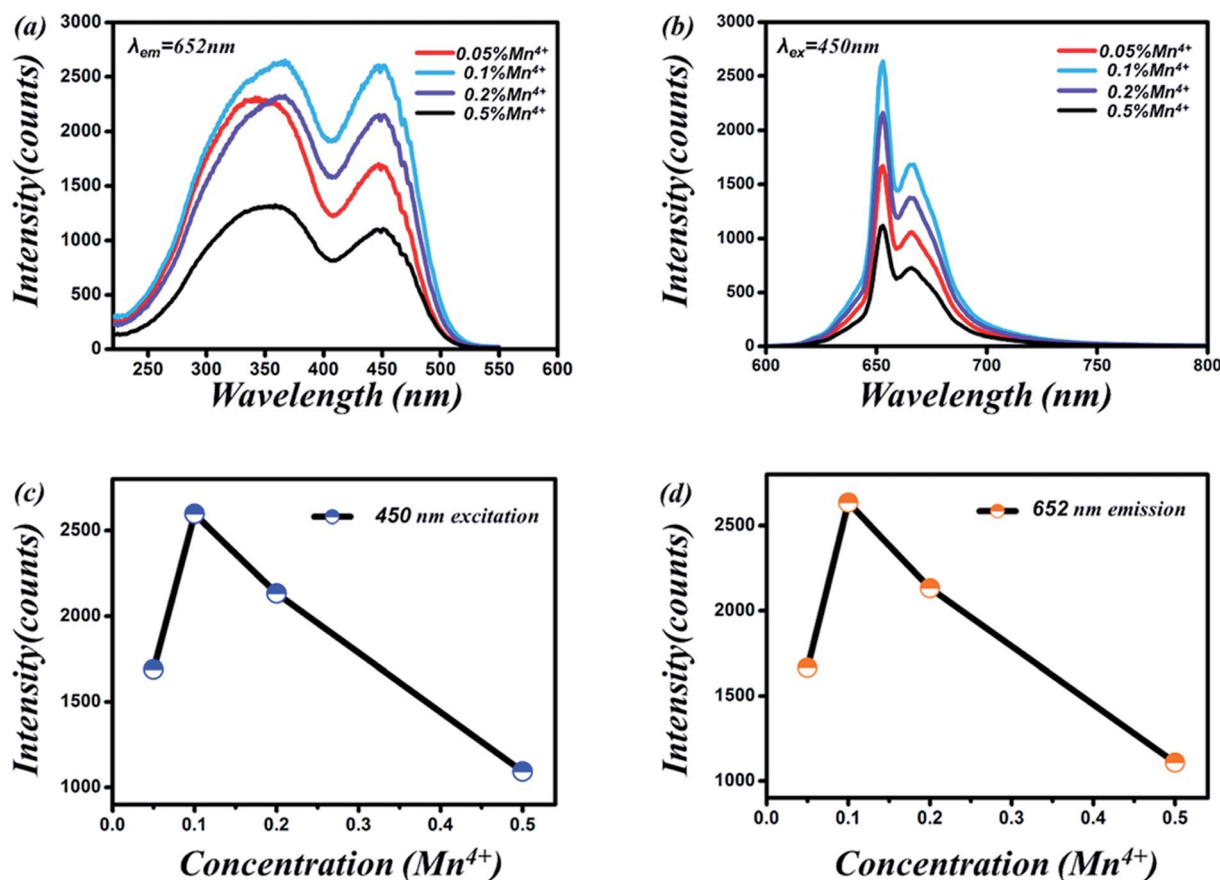 (a)
λem=652nm
0.05%Mn4+
0.1%Mn4+
0.2%Mn4+
0.5%Mn4+
3000
2500
2000
1500
1000
500
0
Intensity(counts)
250 300 350 400 450 500 550 600
Wavelength (nm)
(b)
λex=450nm
0.05%Mn4+
0.1%Mn4+
0.2%Mn4+
0.5%Mn4+
3000
2500
2000
1500
1000
500
0
Intensity(counts)
600 650 700 750 800
Wavelength (nm)
(c)
450 nm excitation
2500
2000
1500
1000
Intensity(counts)
0.0 0.1 0.2 0.3 0.4 0.5
Concentration (Mn4+)
(d)
652 nm emission
2500
2000
1500
1000
Intensity(counts)
0.0 0.1 0.2 0.3 0.4 0.5
Concentration (Mn4+)